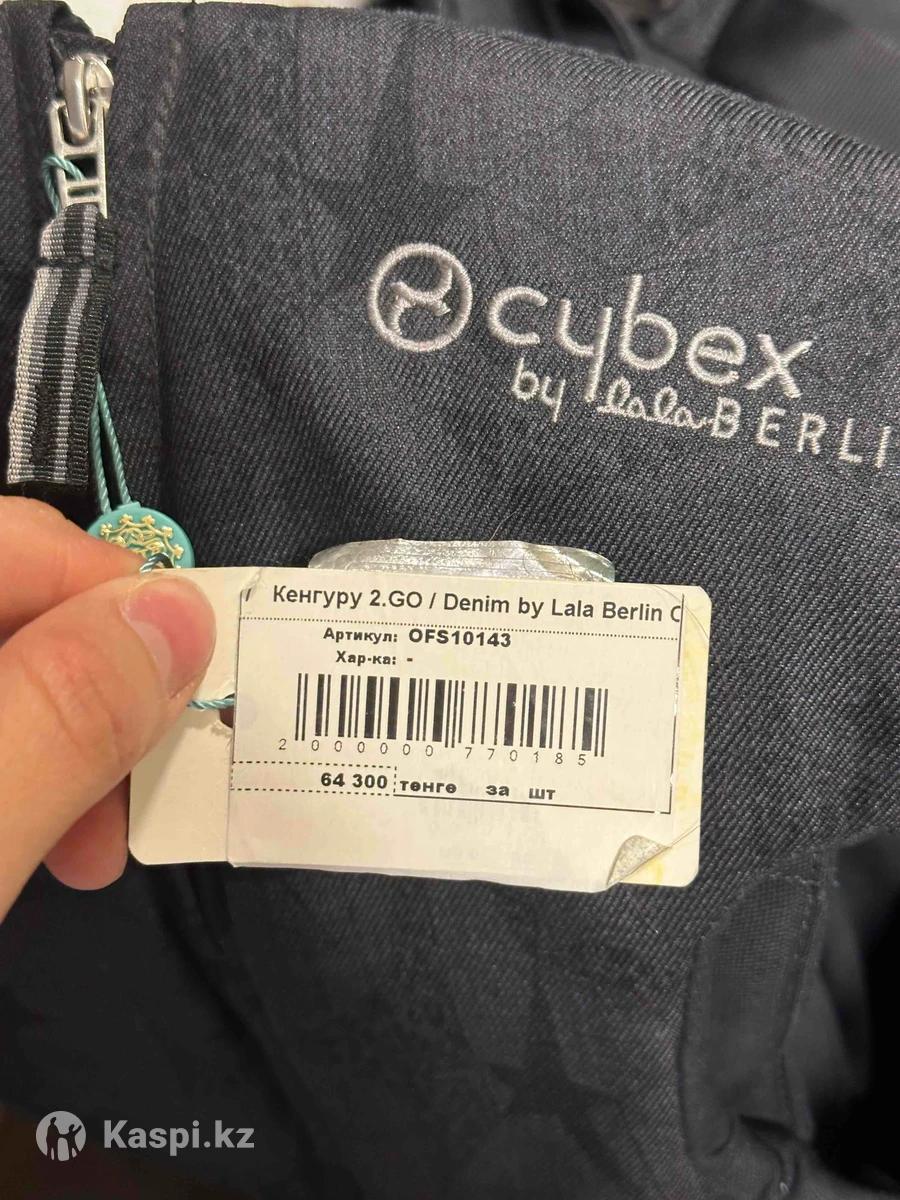 cybex
by lala BERLI
Кенгуру 2.GO / Denim by Lala Berlin C
Артикул: OFS10143
Хар-ка: -
2 000000 770185
64 300 тенге за шт
Kaspi.kz